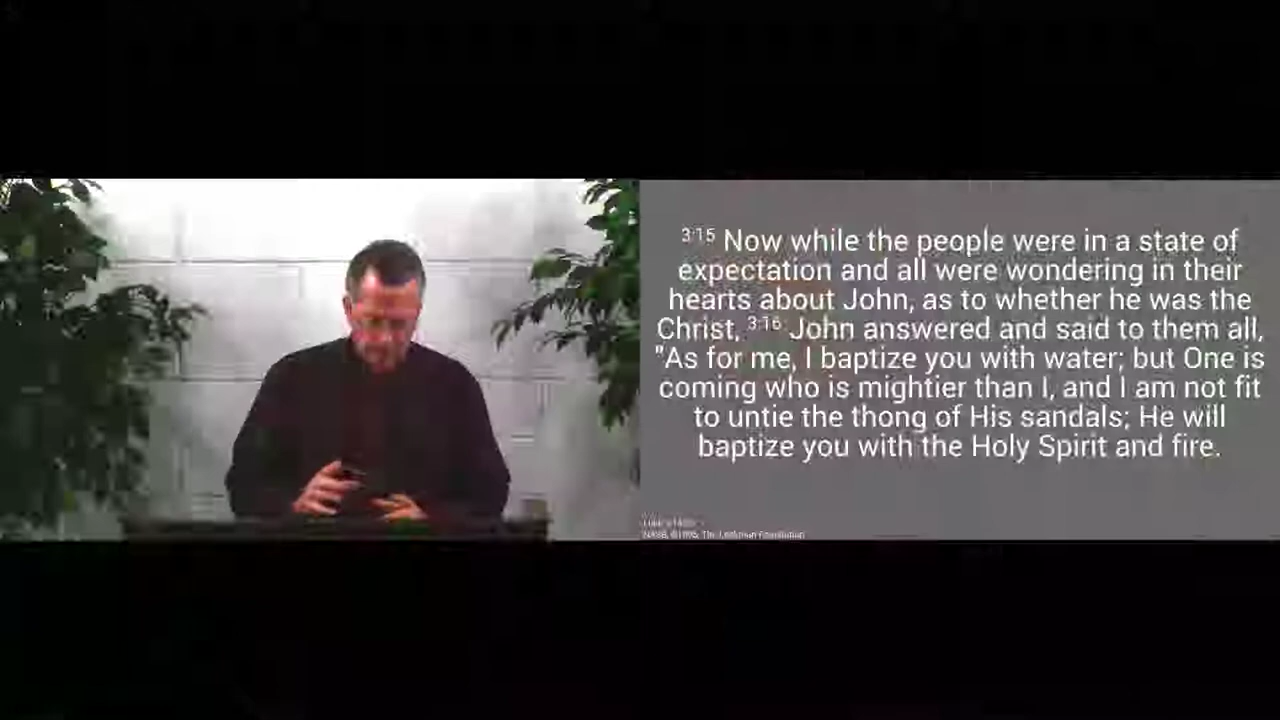 3:15 Now while the people were in a state of
expectation and all were wondering in their
hearts about John, as to whether he was the
Christ, 3:16 John answered and said to them all,
"As for me, I baptize you with water; but One is
coming who is mightier than I, and I am not fit
to untie the thong of His sandals; He will
baptize you with the Holy Spirit and fire.
The Lockman Foundation